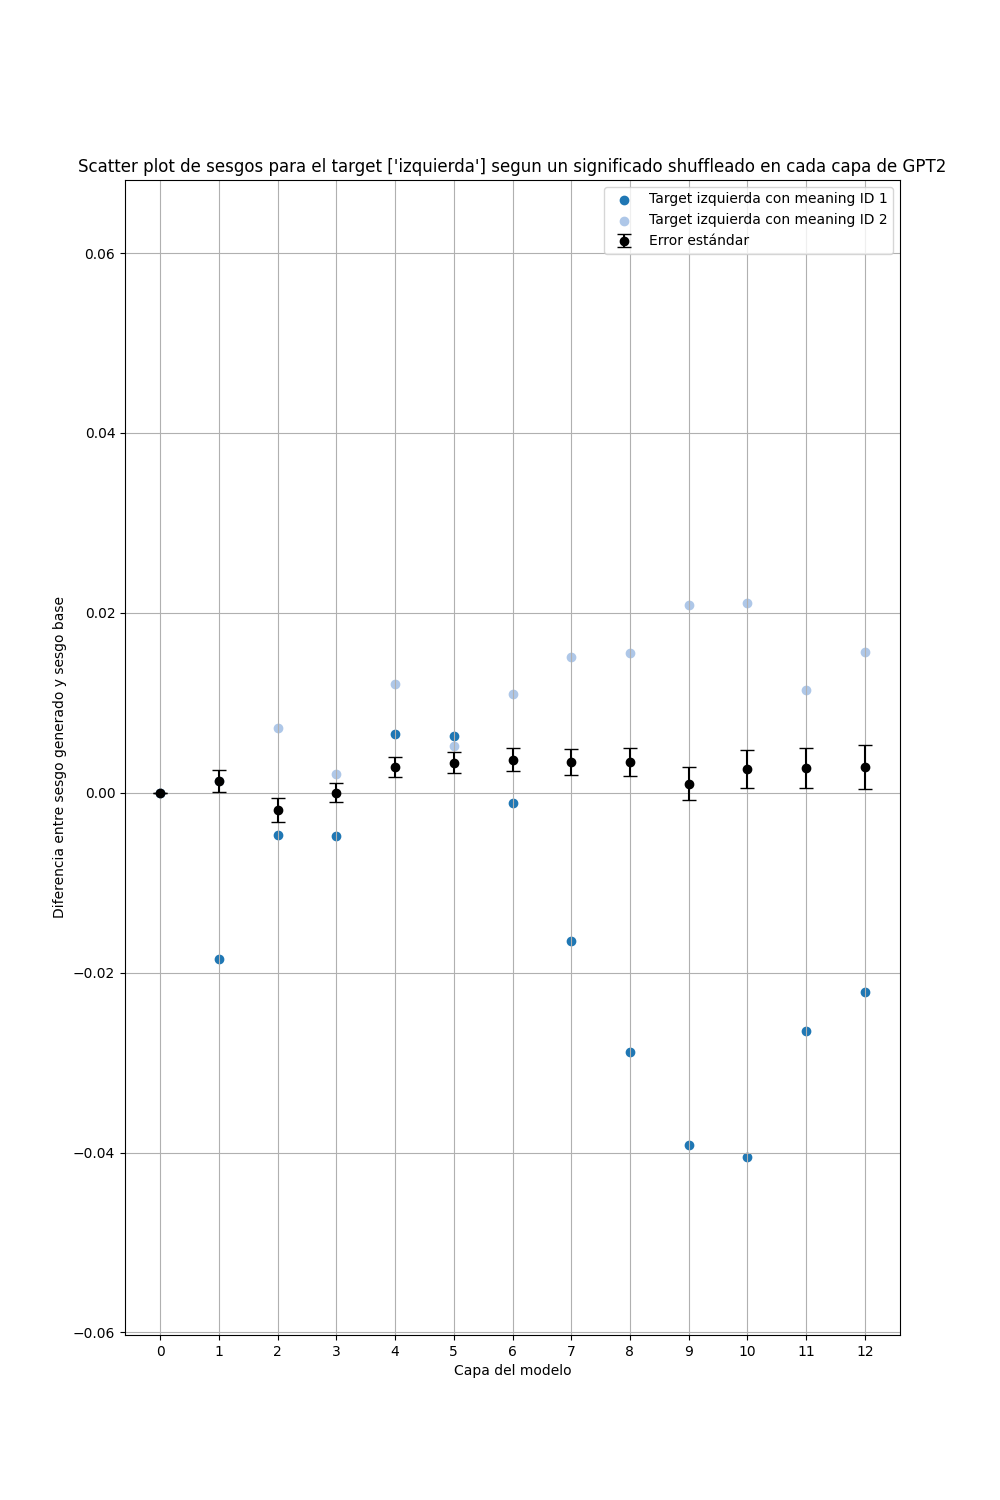 Scatter plot de sesgos para el target ['izquierda'] segun un significado shuffleado en cada capa de GPT2
Target izquierda con meaning ID 1
Target izquierda con meaning ID 2
Error estándar
0.06
0.04
0.02
0.00
−0.02
−0.04
−0.06
Diferencia entre sesgo generado y sesgo base
0 1 2 3 4 5 6 7 8 9 10 11 12
Capa del modelo